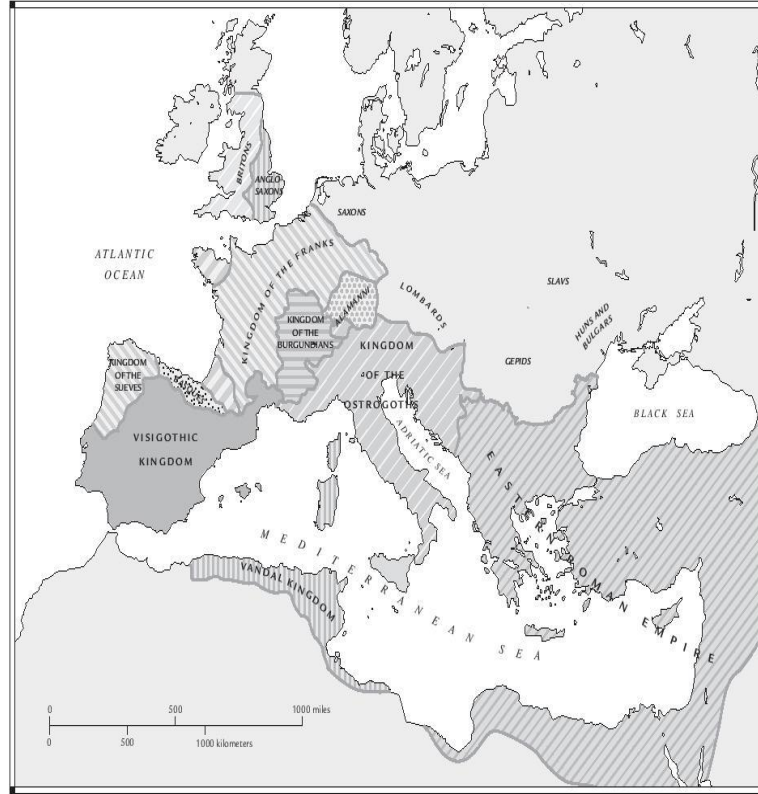 BRITONS
ANGLO
SAXONS
SAXONS
ATLANTIC
OCEAN
KINGDOM OF THE FRANKS
SLAVS
LOMBARDS
ALAMANNI
HUNS AND
BULGARS
KINGDOM
OF THE
BURGUNDIANS
KINGDOM
OF THE
OSTROGOTHS
GEPIDS
KINGDOM
OF THE
SUEVES
BLACK SEA
ADRIATIC SEA
VISIGOTHIC
KINGDOM
EASTERN ROMAN EMPIRE
MEDITERRANEAN SEA
VANDAL KINGDOM
0 500 1000 miles
0 500 1000 kilometers